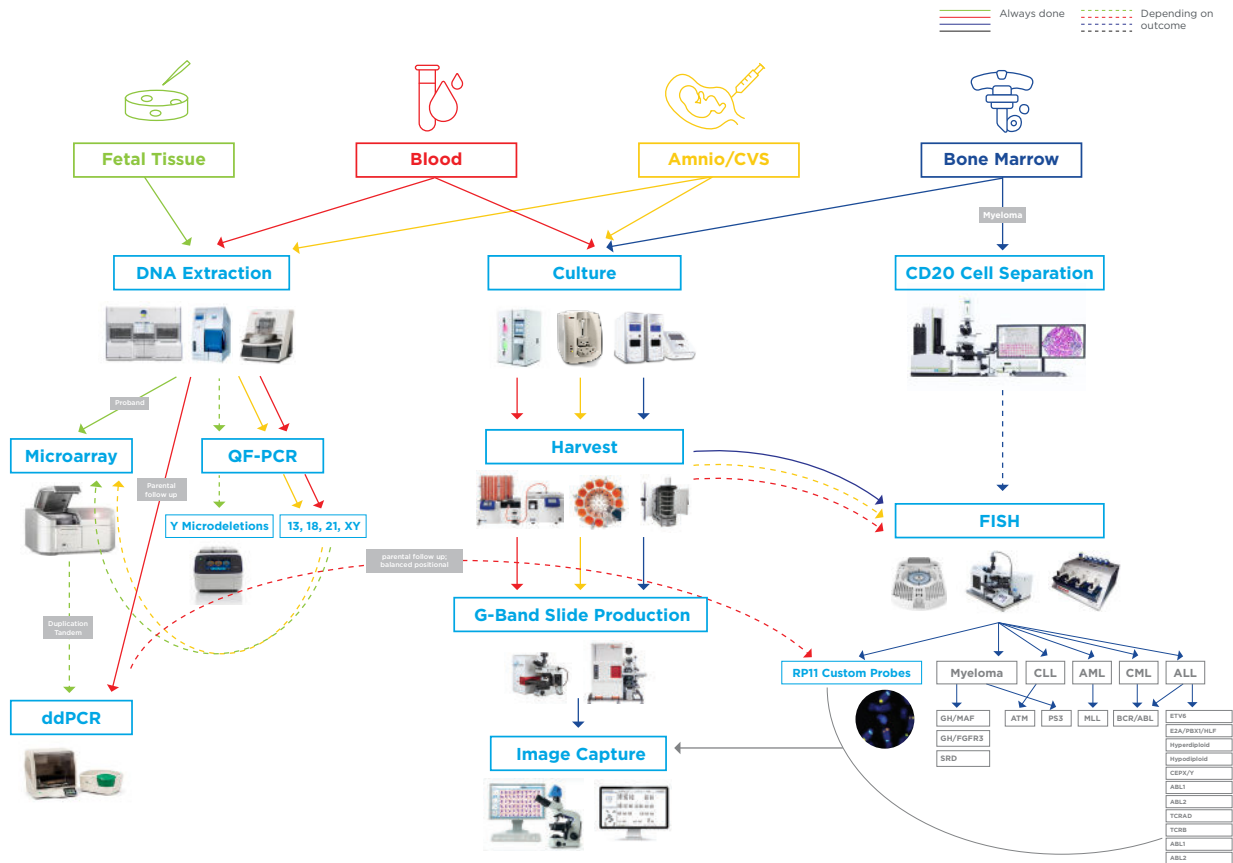 Always done
Depending on
outcome
Fetal Tissue
Blood
Amnio/CVS
Bone Marrow
Myeloma
DNA Extraction
Culture
CD20 Cell Separation
Proband
Microarray
QF-PCR
Harvest
Parental
follow up
Y Microdeletions
13, 18, 21, XY
FISH
parental follow up;
balanced positional
Duplication
Tandem
G-Band Slide Production
RP11 Custom Probes
Myeloma
CLL
AML
CML
ALL
ddPCR
GH/MAF
GH/FGFR3
SRD
ATM
PS3
MLL
BCR/ABL
ETV6
E2A/PBX1/HLF
Hyperdiploid
Hypodiploid
CEPX/Y
ABL1
ABL2
TCRAD
TCRB
ABL1
ABL2
Image Capture